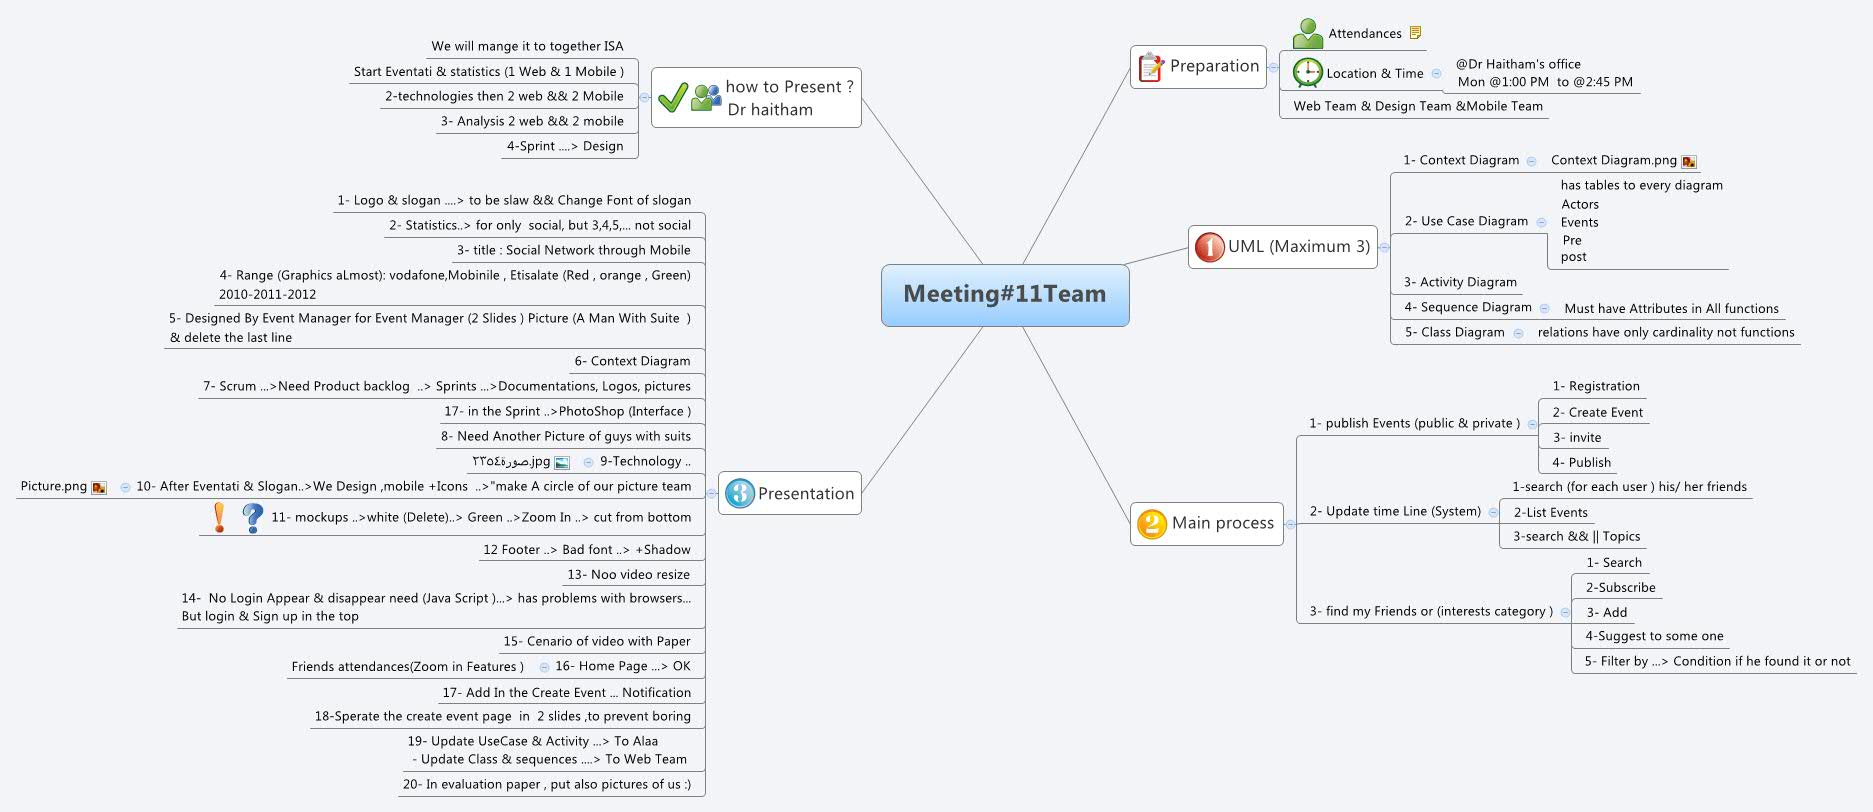 Meeting#11Team
Preparation
Attendances
Location & Time
@Dr Haitham's office
Mon @1:00 PM  to @2:45 PM
Web Team & Design Team &Mobile Team
UML (Maximum 3)
1- Context Diagram
Context Diagram.png
2- Use Case Diagram
has tables to every diagram
Actors
Events
Pre
post
3- Activity Diagram
4- Sequence Diagram
Must have Attributes in All functions
5- Class Diagram
relations have only cardinality not functions
Main process
1- publish Events (public & private )
1- Registration
2- Create Event
3- invite
4- Publish
2- Update time Line (System)
1-search (for each user ) his/ her friends
2-List Events
3-search && || Topics
3- find my Friends or (interests category )
1- Search
2-Subscribe
3- Add
4-Suggest to some one
5- Filter by ...> Condition if he found it or not
how to Present ?
Dr haitham
We will mange it to together ISA
Start Eventati & statistics (1 Web & 1 Mobile )
2-technologies then 2 web && 2 Mobile
3- Analysis 2 web && 2 mobile
4-Sprint ....> Design
Presentation
1- Logo & slogan ....> to be slaw && Change Font of slogan
2- Statistics..> for only  social, but 3,4,5,... not social
3- title : Social Network through Mobile
4- Range (Graphics aLmost): vodafone,Mobinile , Etisalate (Red , orange , Green)
2010-2011-2012
5- Designed By Event Manager for Event Manager (2 Slides ) Picture (A Man With Suite  )
& delete the last line
6- Context Diagram
7- Scrum ...>Need Product backlog  ..> Sprints ...>Documentations, Logos, pictures
17- in the Sprint ..>PhotoShop (Interface )
8- Need Another Picture of guys with suits
9-Technology ..
صورة٢٣٥٤.jpg
10- After Eventati & Slogan..>We Design ,mobile +Icons  ..>"make A circle of our picture team
Picture.png
11- mockups ..>white (Delete)..> Green ..>Zoom In ..> cut from bottom
12 Footer ..> Bad font ..> +Shadow
13- Noo video resize
14-  No Login Appear & disappear need (Java Script )...> has problems with browsers...
But login & Sign up in the top
15- Cenario of video with Paper
16- Home Page ...> OK
Friends attendances(Zoom in Features )
17- Add In the Create Event ... Notification
18-Sperate the create event page  in  2 slides ,to prevent boring
19- Update UseCase & Activity ...> To Alaa
- Update Class & sequences ....> To Web Team
20- In evaluation paper , put also pictures of us :)